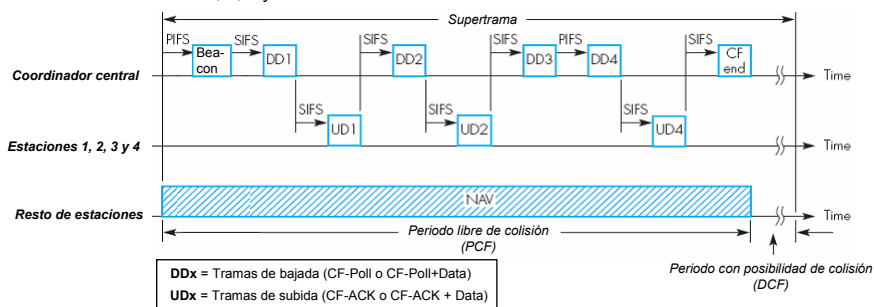 Supertrama
PIFS SIFS SIFS SIFS PIFS SIFS
Coordinador central
Bea-
con
DD1 DD2 DD3 DD4 CF
end
Time
SIFS SIFS SIFS SIFS
Estaciones 1, 2, 3 y 4
UD1 UD2 UD4
Time
Resto de estaciones
NAV
Time
Periodo libre de colisión
(PCF)
DDx = Tramas de bajada (CF-Poll o CF-Poll+Data)
UDx = Tramas de subida (CF-ACK o CF-ACK + Data)
Periodo con posibilidad de colisión
(DCF)